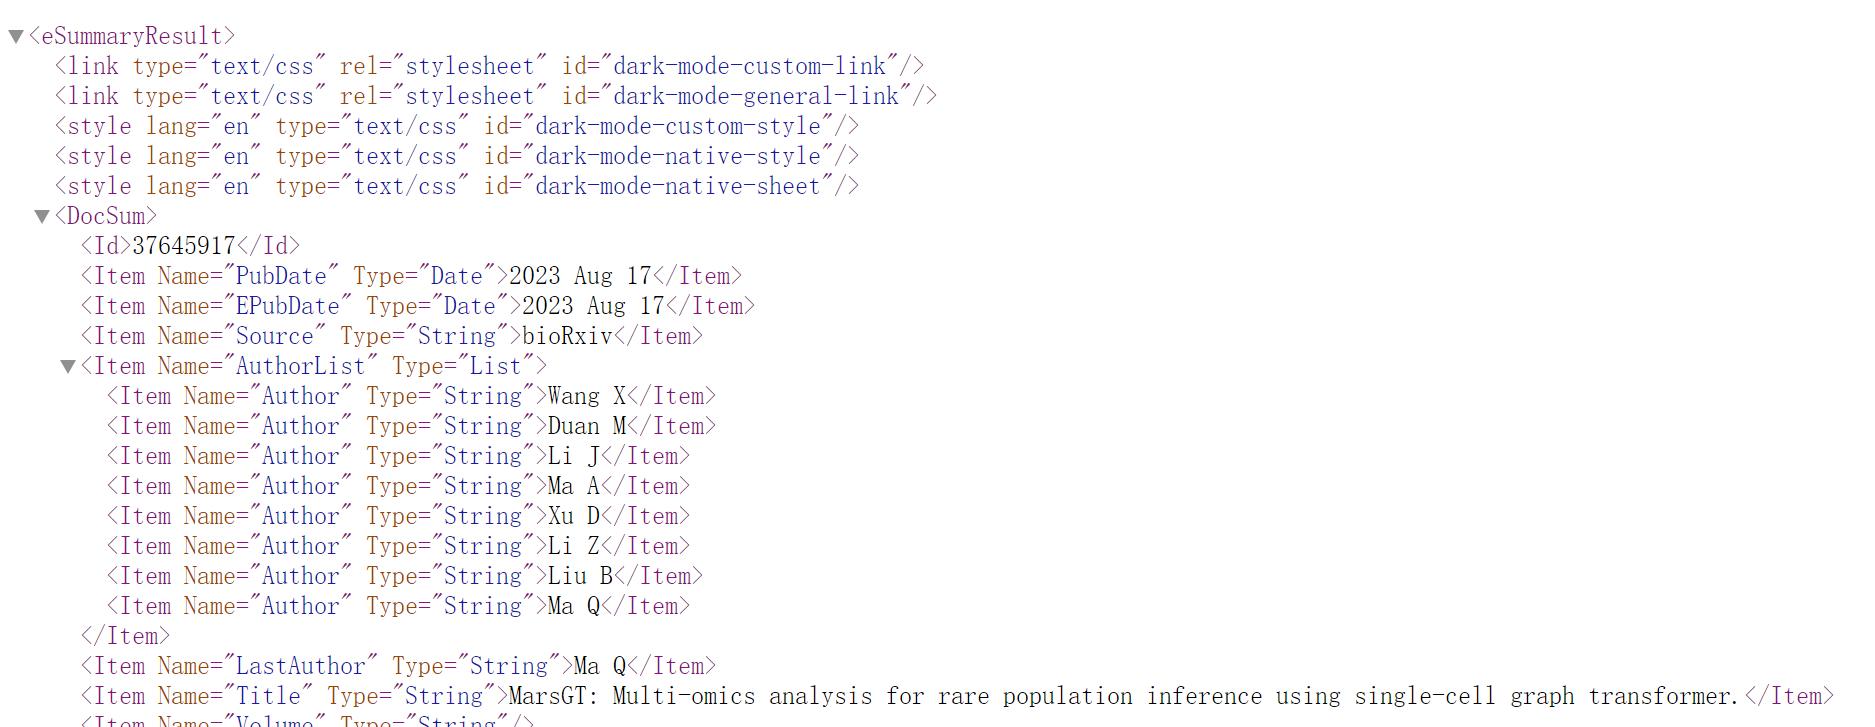 ▼<eSummaryResult>
<link type="text/css" rel="stylesheet" id="dark-mode-custom-link"/>
<link type="text/css" rel="stylesheet" id="dark-mode-general-link"/>
<style lang="en" type="text/css" id="dark-mode-custom-style"/>
<style lang="en" type="text/css" id="dark-mode-native-style"/>
<style lang="en" type="text/css" id="dark-mode-native-sheet"/>
▼<DocSum>
<Id>37645917</Id>
<Item Name="PubDate" Type="Date">2023 Aug 17</Item>
<Item Name="EPubDate" Type="Date">2023 Aug 17</Item>
<Item Name="Source" Type="String">bioRxiv</Item>
▼<Item Name="AuthorList" Type="List">
<Item Name="Author" Type="String">Wang X</Item>
<Item Name="Author" Type="String">Duan M</Item>
<Item Name="Author" Type="String">Li J</Item>
<Item Name="Author" Type="String">Ma A</Item>
<Item Name="Author" Type="String">Xu D</Item>
<Item Name="Author" Type="String">Li Z</Item>
<Item Name="Author" Type="String">Liu B</Item>
<Item Name="Author" Type="String">Ma Q</Item>
</Item>
<Item Name="LastAuthor" Type="String">Ma Q</Item>
<Item Name="Title" Type="String">MarsGT: Multi-omics analysis for rare population inference using single-cell graph transformer.</Item>
<Item Name="Volume" Type="String"/>